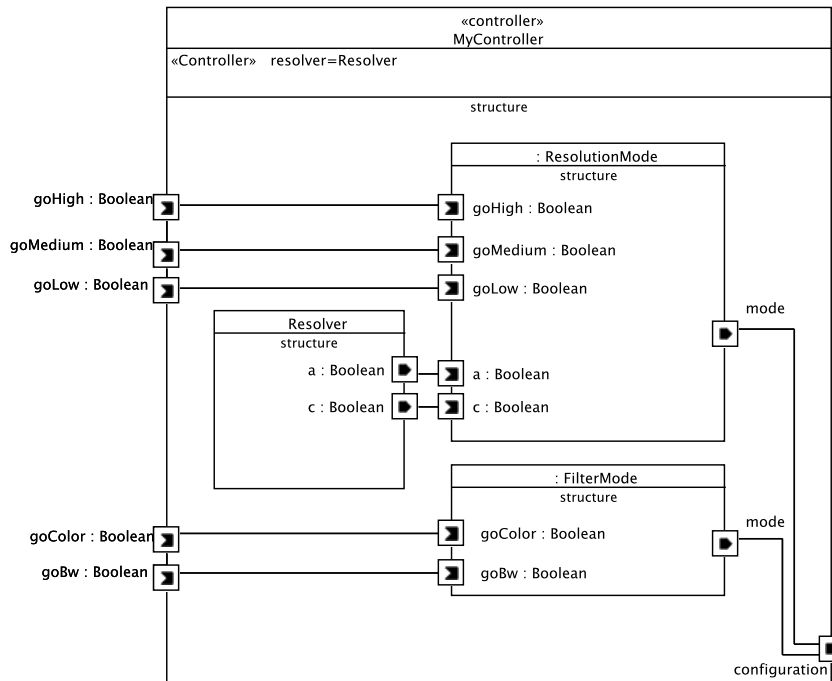 «controller»
MyController
«Controller» resolver=Resolver
structure
: ResolutionMode
structure
goHigh : Boolean
goHigh : Boolean
goMedium : Boolean
goMedium : Boolean
goLow : Boolean
goLow : Boolean
mode
Resolver
structure
a : Boolean
a : Boolean
c : Boolean
c : Boolean
: FilterMode
structure
mode
goColor : Boolean
goColor : Boolean
goBw : Boolean
goBw : Boolean
configuration